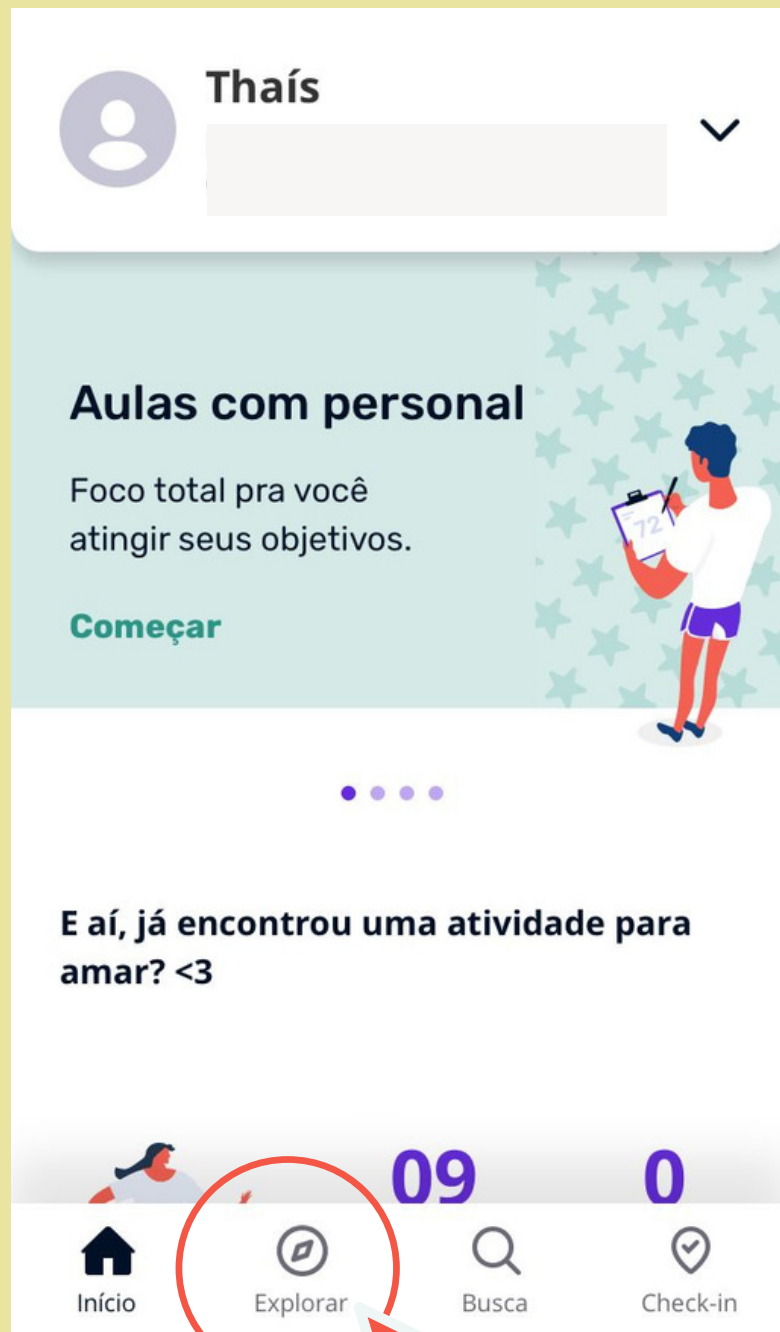 Thaís
Aulas com personal
Foco total pra você
atingir seus objetivos.
Começar
72
E aí, já encontrou uma atividade para
amar? <3
09 0
Início Explorar Busca Check-in